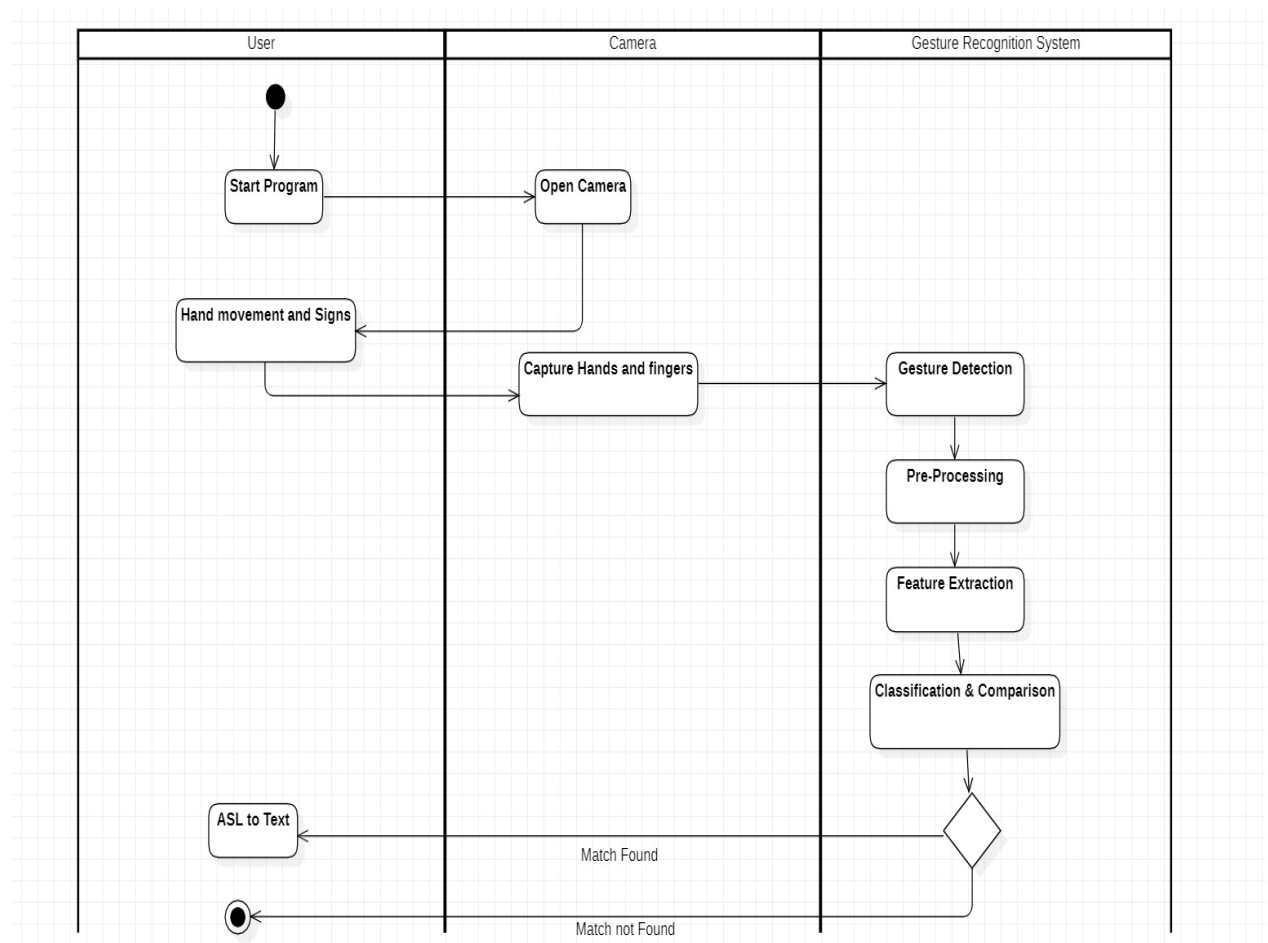 User
Camera
Gesture Recognition System
Start Program
Open Camera
Hand movement and Signs
Capture Hands and fingers
Gesture Detection
Pre-Processing
Feature Extraction
Classification & Comparison
ASL to Text
Match Found
Match not Found